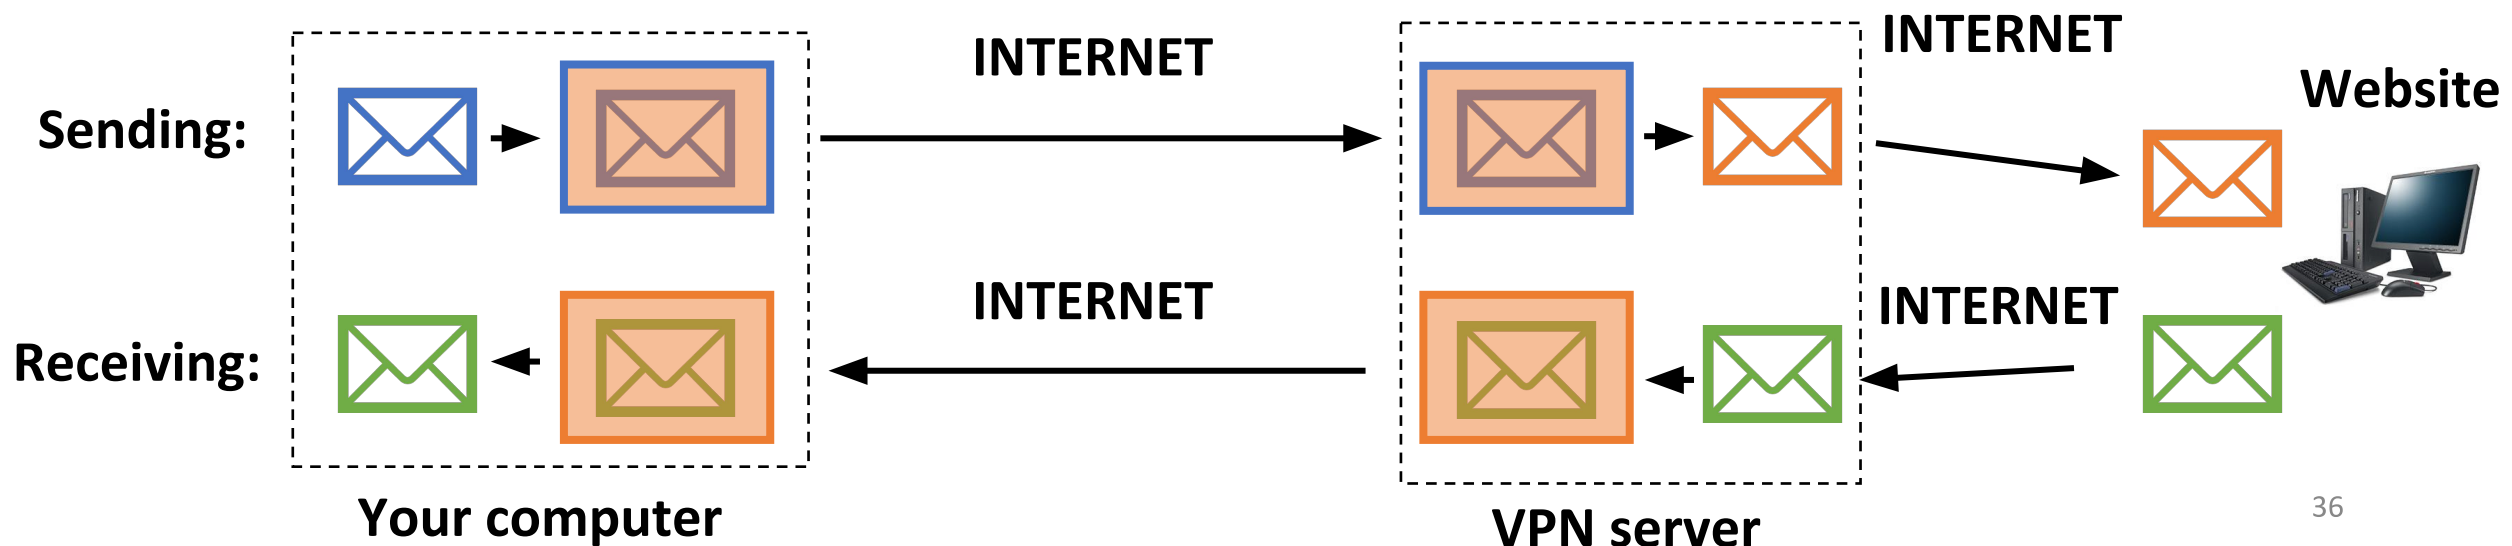 INTERNET
INTERNET
Website
Sending:
INTERNET
INTERNET
Receiving:
Your computer
VPN server
36